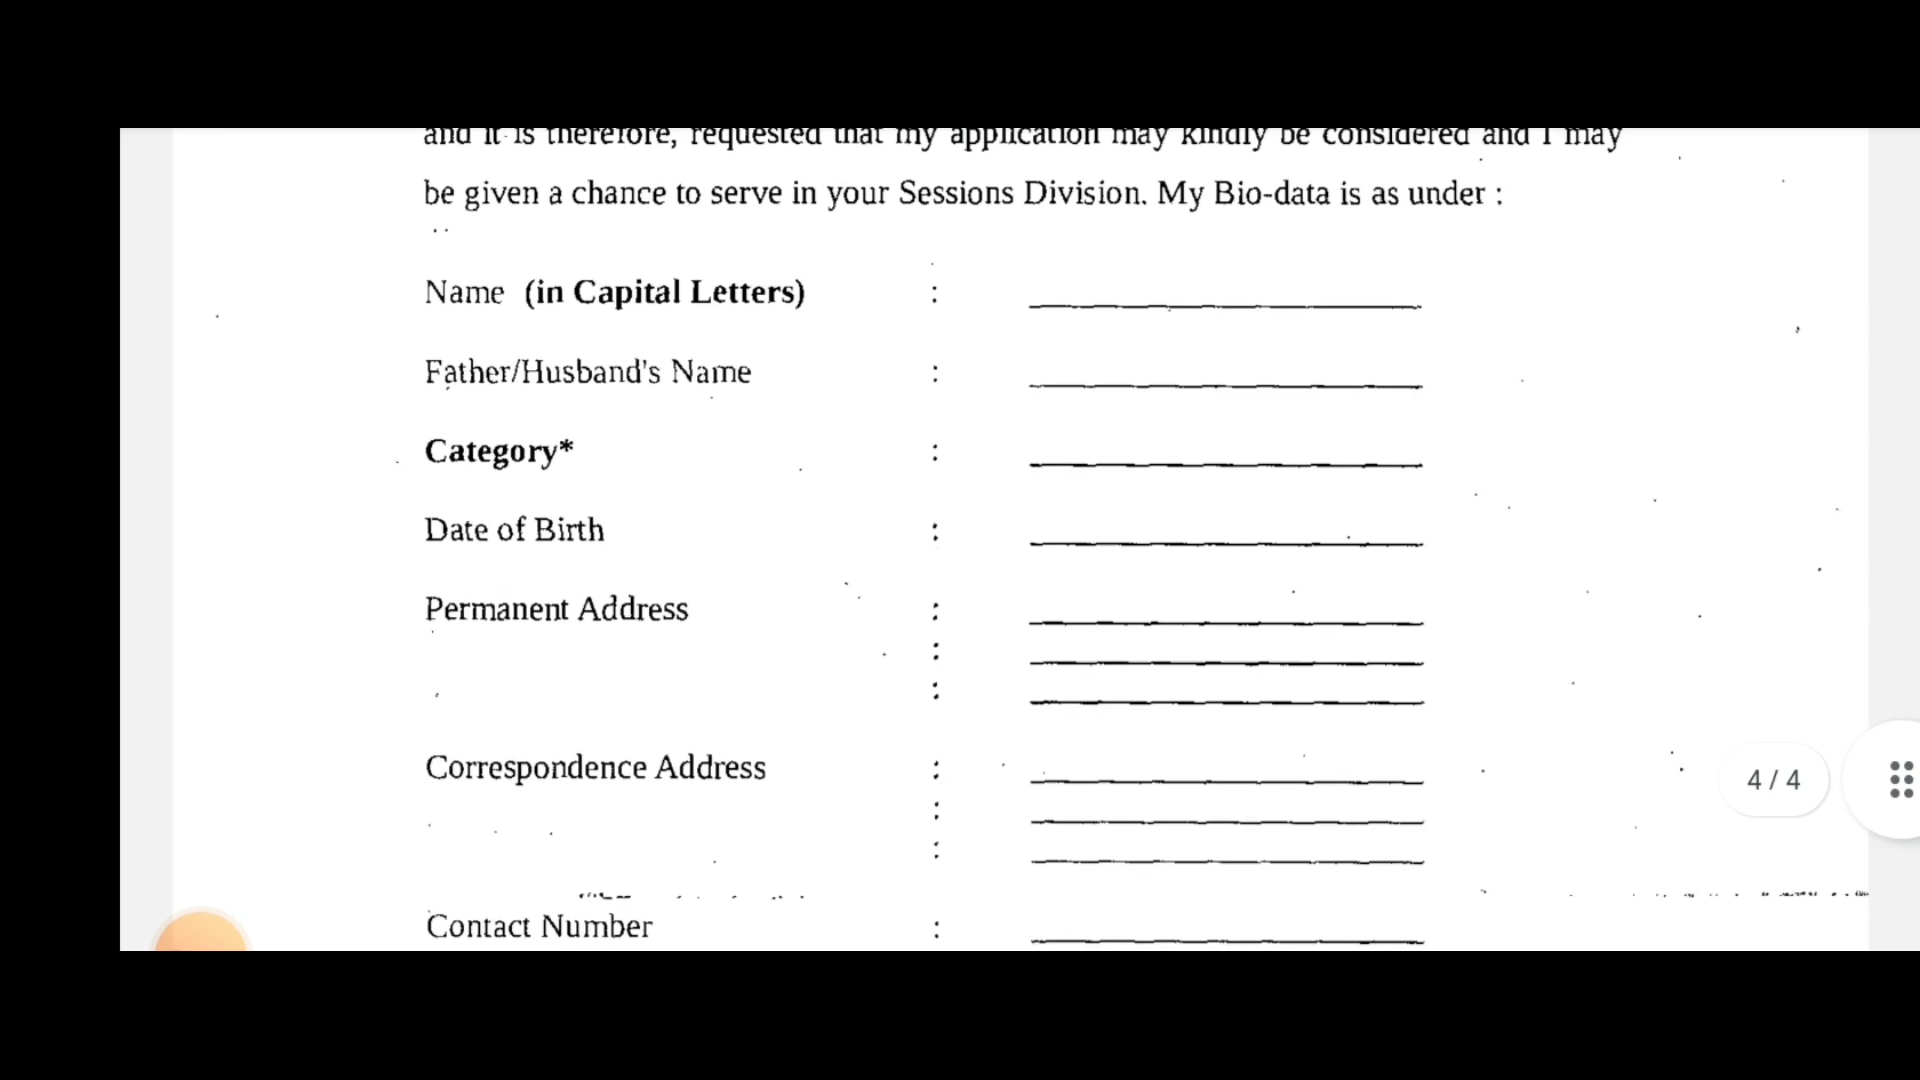 and it is therefore, requested that my application may kindly be considered and I may
be given a chance to serve in your Sessions Division. My Bio-data is as under :
Name (in Capital Letters) :
Father/Husband's Name :
Category* :
Date of Birth :
Permanent Address :
:
:
Correspondence Address :
:
:
4 / 4
Contact Number :